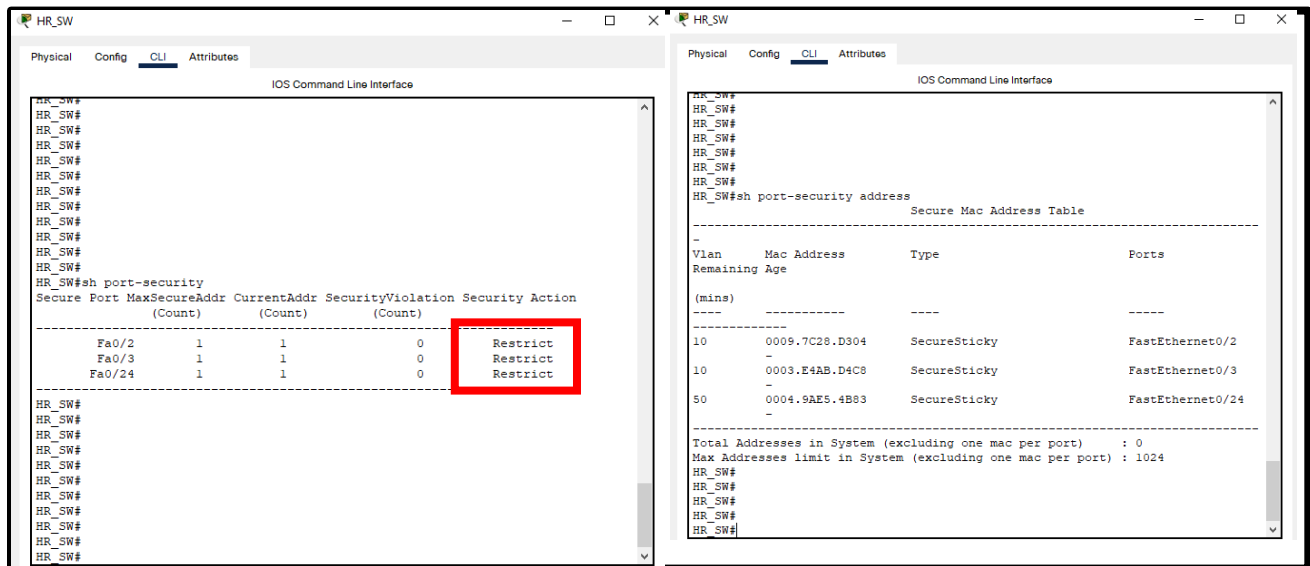 HR_SW
Physical Config CLI Attributes
IOS Command Line Interface
HR_SW#
HR_SW#
HR_SW#
HR_SW#
HR_SW#
HR_SW#
HR_SW#
HR_SW#
HR_SW#
HR_SW#
HR_SW#
HR_SW#
HR_SW#sh port-security
Secure Port MaxSecureAddr CurrentAddr SecurityViolation Security Action
(Count) (Count) (Count)
--------------------------------------------------------------------
Fa0/2 1 1 0 Restrict
Fa0/3 1 1 0 Restrict
Fa0/24 1 1 0 Restrict
----------------------------------------------------------------------
HR_SW#
HR_SW#
HR_SW#
HR_SW#
HR_SW#
HR_SW#
HR_SW#
HR_SW#
HR_SW#
HR_SW#
HR_SW#
HR_SW
Physical Config CLI Attributes
IOS Command Line Interface
HR_SW#
HR_SW#
HR_SW#
HR_SW#
HR_SW#
HR_SW#
HR_SW#
HR_SW#sh port-security address
Secure Mac Address Table
-------------------------------------------------------------------------------
-
Vlan Mac Address Type Ports
Remaining Age
(mins)
---- ----------- ---- -----
-------------
10 0009.7C28.D304 SecureSticky FastEthernet0/2
-
10 0003.E4AB.D4C8 SecureSticky FastEthernet0/3
-
50 0004.9AE5.4B83 SecureSticky FastEthernet0/24
-
-------------------------------------------------------------------------------
Total Addresses in System (excluding one mac per port) : 0
Max Addresses limit in System (excluding one mac per port) : 1024
HR_SW#
HR_SW#
HR_SW#
HR_SW#
HR_SW#